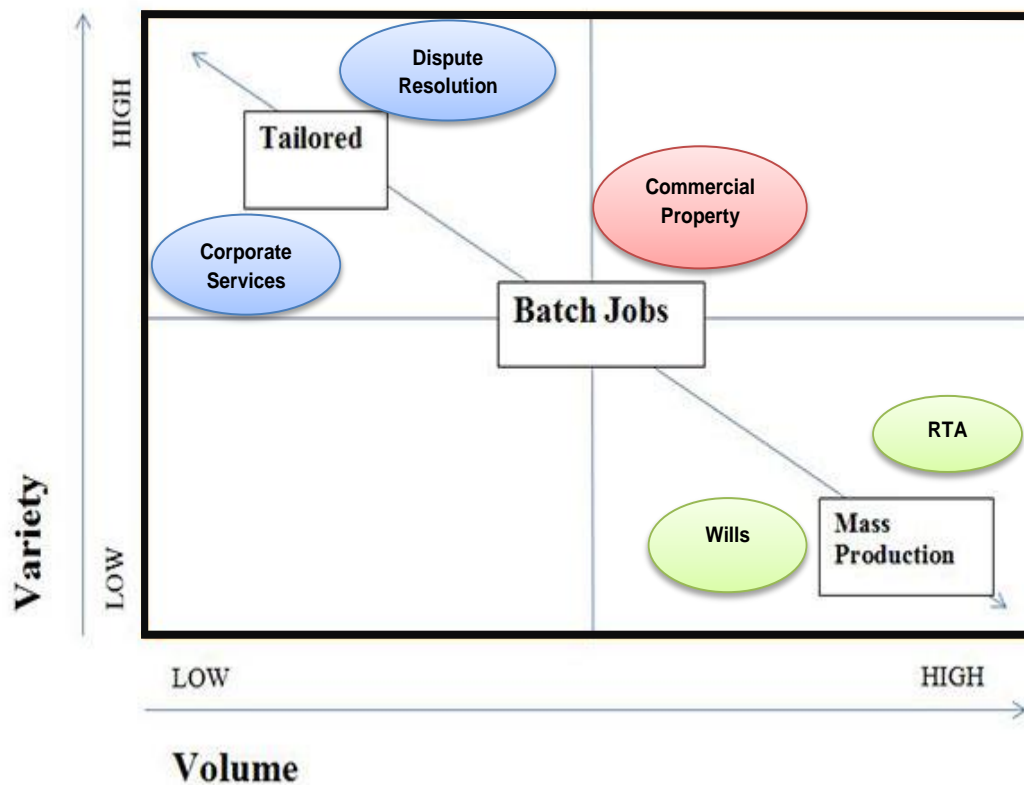 HIGH
Dispute
Resolution
Tailored
Commercial
Property
Corporate
Services
Batch Jobs
RTA
Variety
LOW
Wills
Mass
Production
LOW
HIGH
Volume